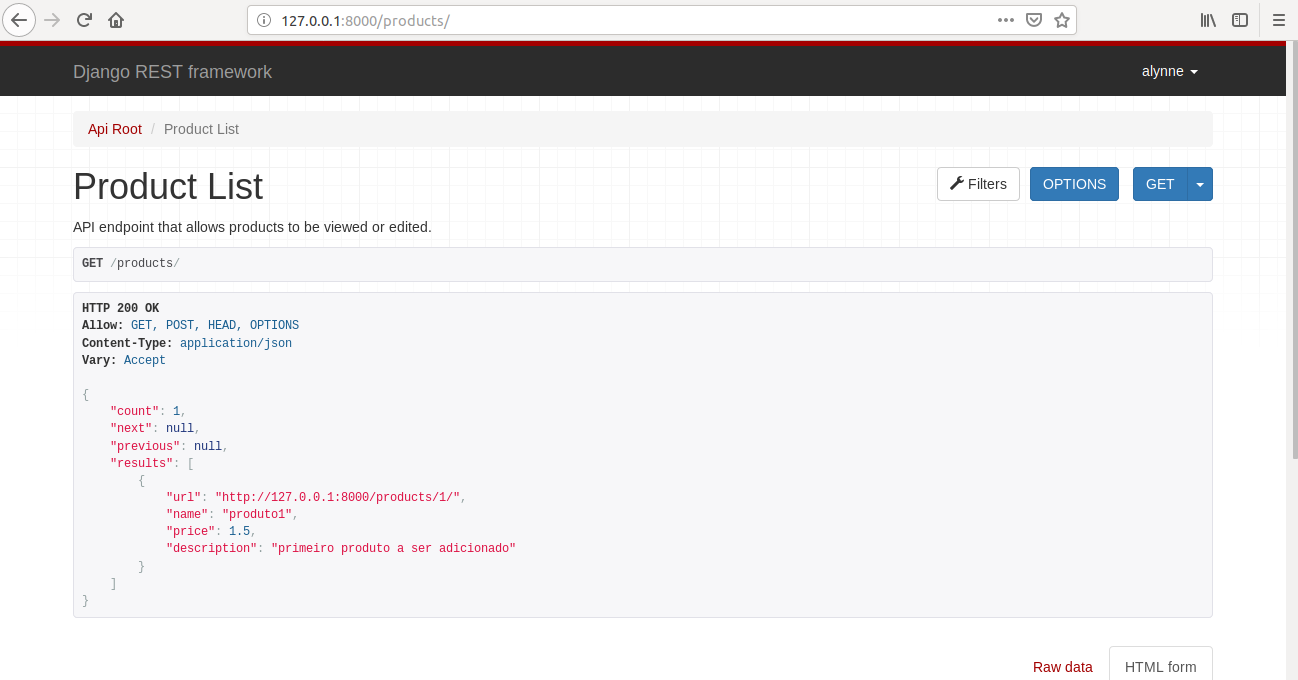 127.0.0.1:8000/products/
Django REST framework
alynne
Api Root / Product List
Product List
Filters
OPTIONS
GET
API endpoint that allows products to be viewed or edited.
GET /products/
HTTP 200 OK
Allow: GET, POST, HEAD, OPTIONS
Content-Type: application/json
Vary: Accept
{
    "count": 1,
    "next": null,
    "previous": null,
    "results": [
        {
            "url": "http://127.0.0.1:8000/products/1/",
            "name": "produto1",
            "price": 1.5,
            "description": "primeiro produto a ser adicionado"
        }
    ]
}
Raw data
HTML form